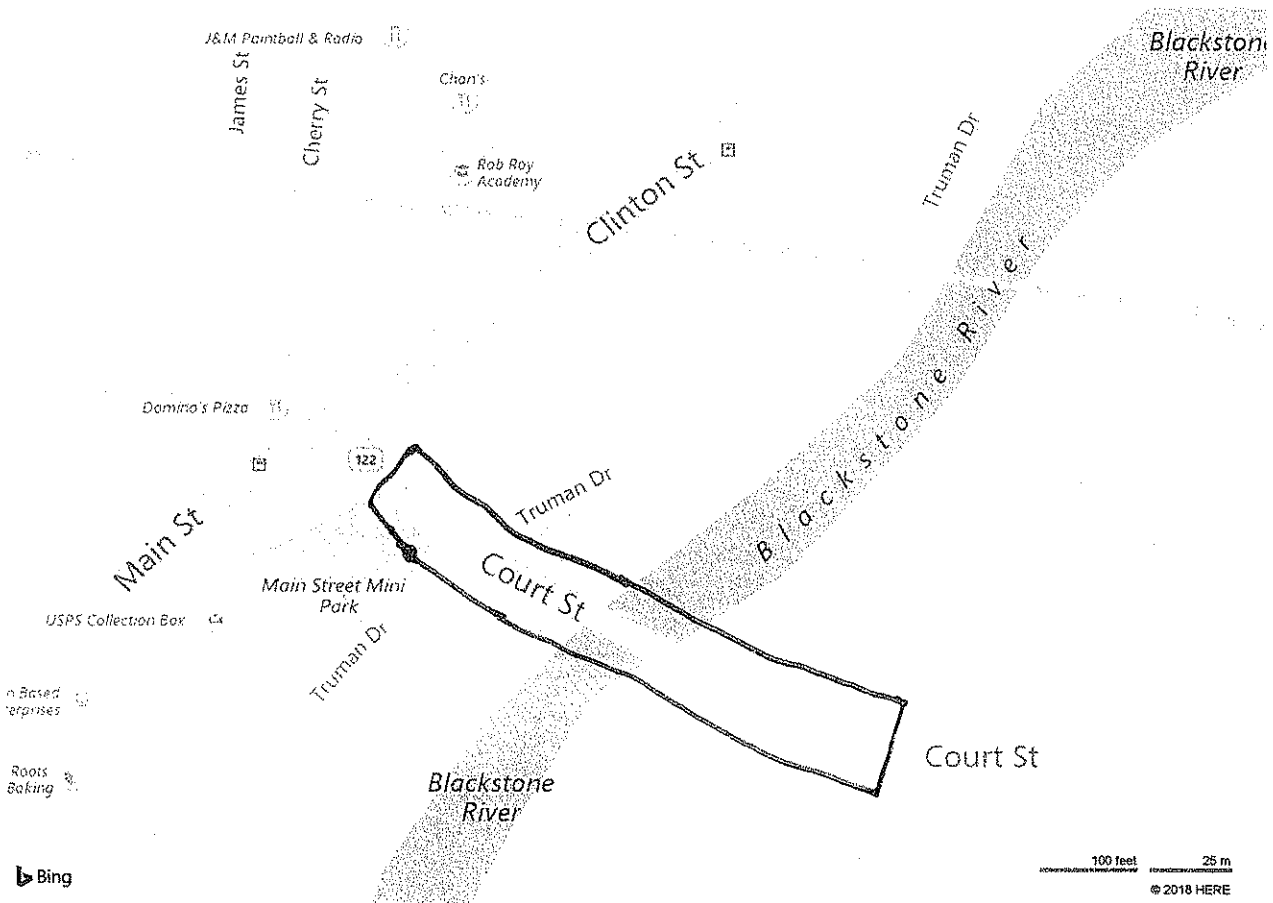 J&M Paintball & Radio
James St
Cherry St
Chan's
Rob Roy
Academy
Clinton St
Truman Dr
Blackstone
River
Blackstone River
Domino's Pizza
122
Main St
Truman Dr
Court St
Main Street Mini
Park
USPS Collection Box
Truman Dr
n Based
erprises
Roots
Baking
Blackstone
River
Court St
Bing
100 feet
25 m
© 2018 HERE